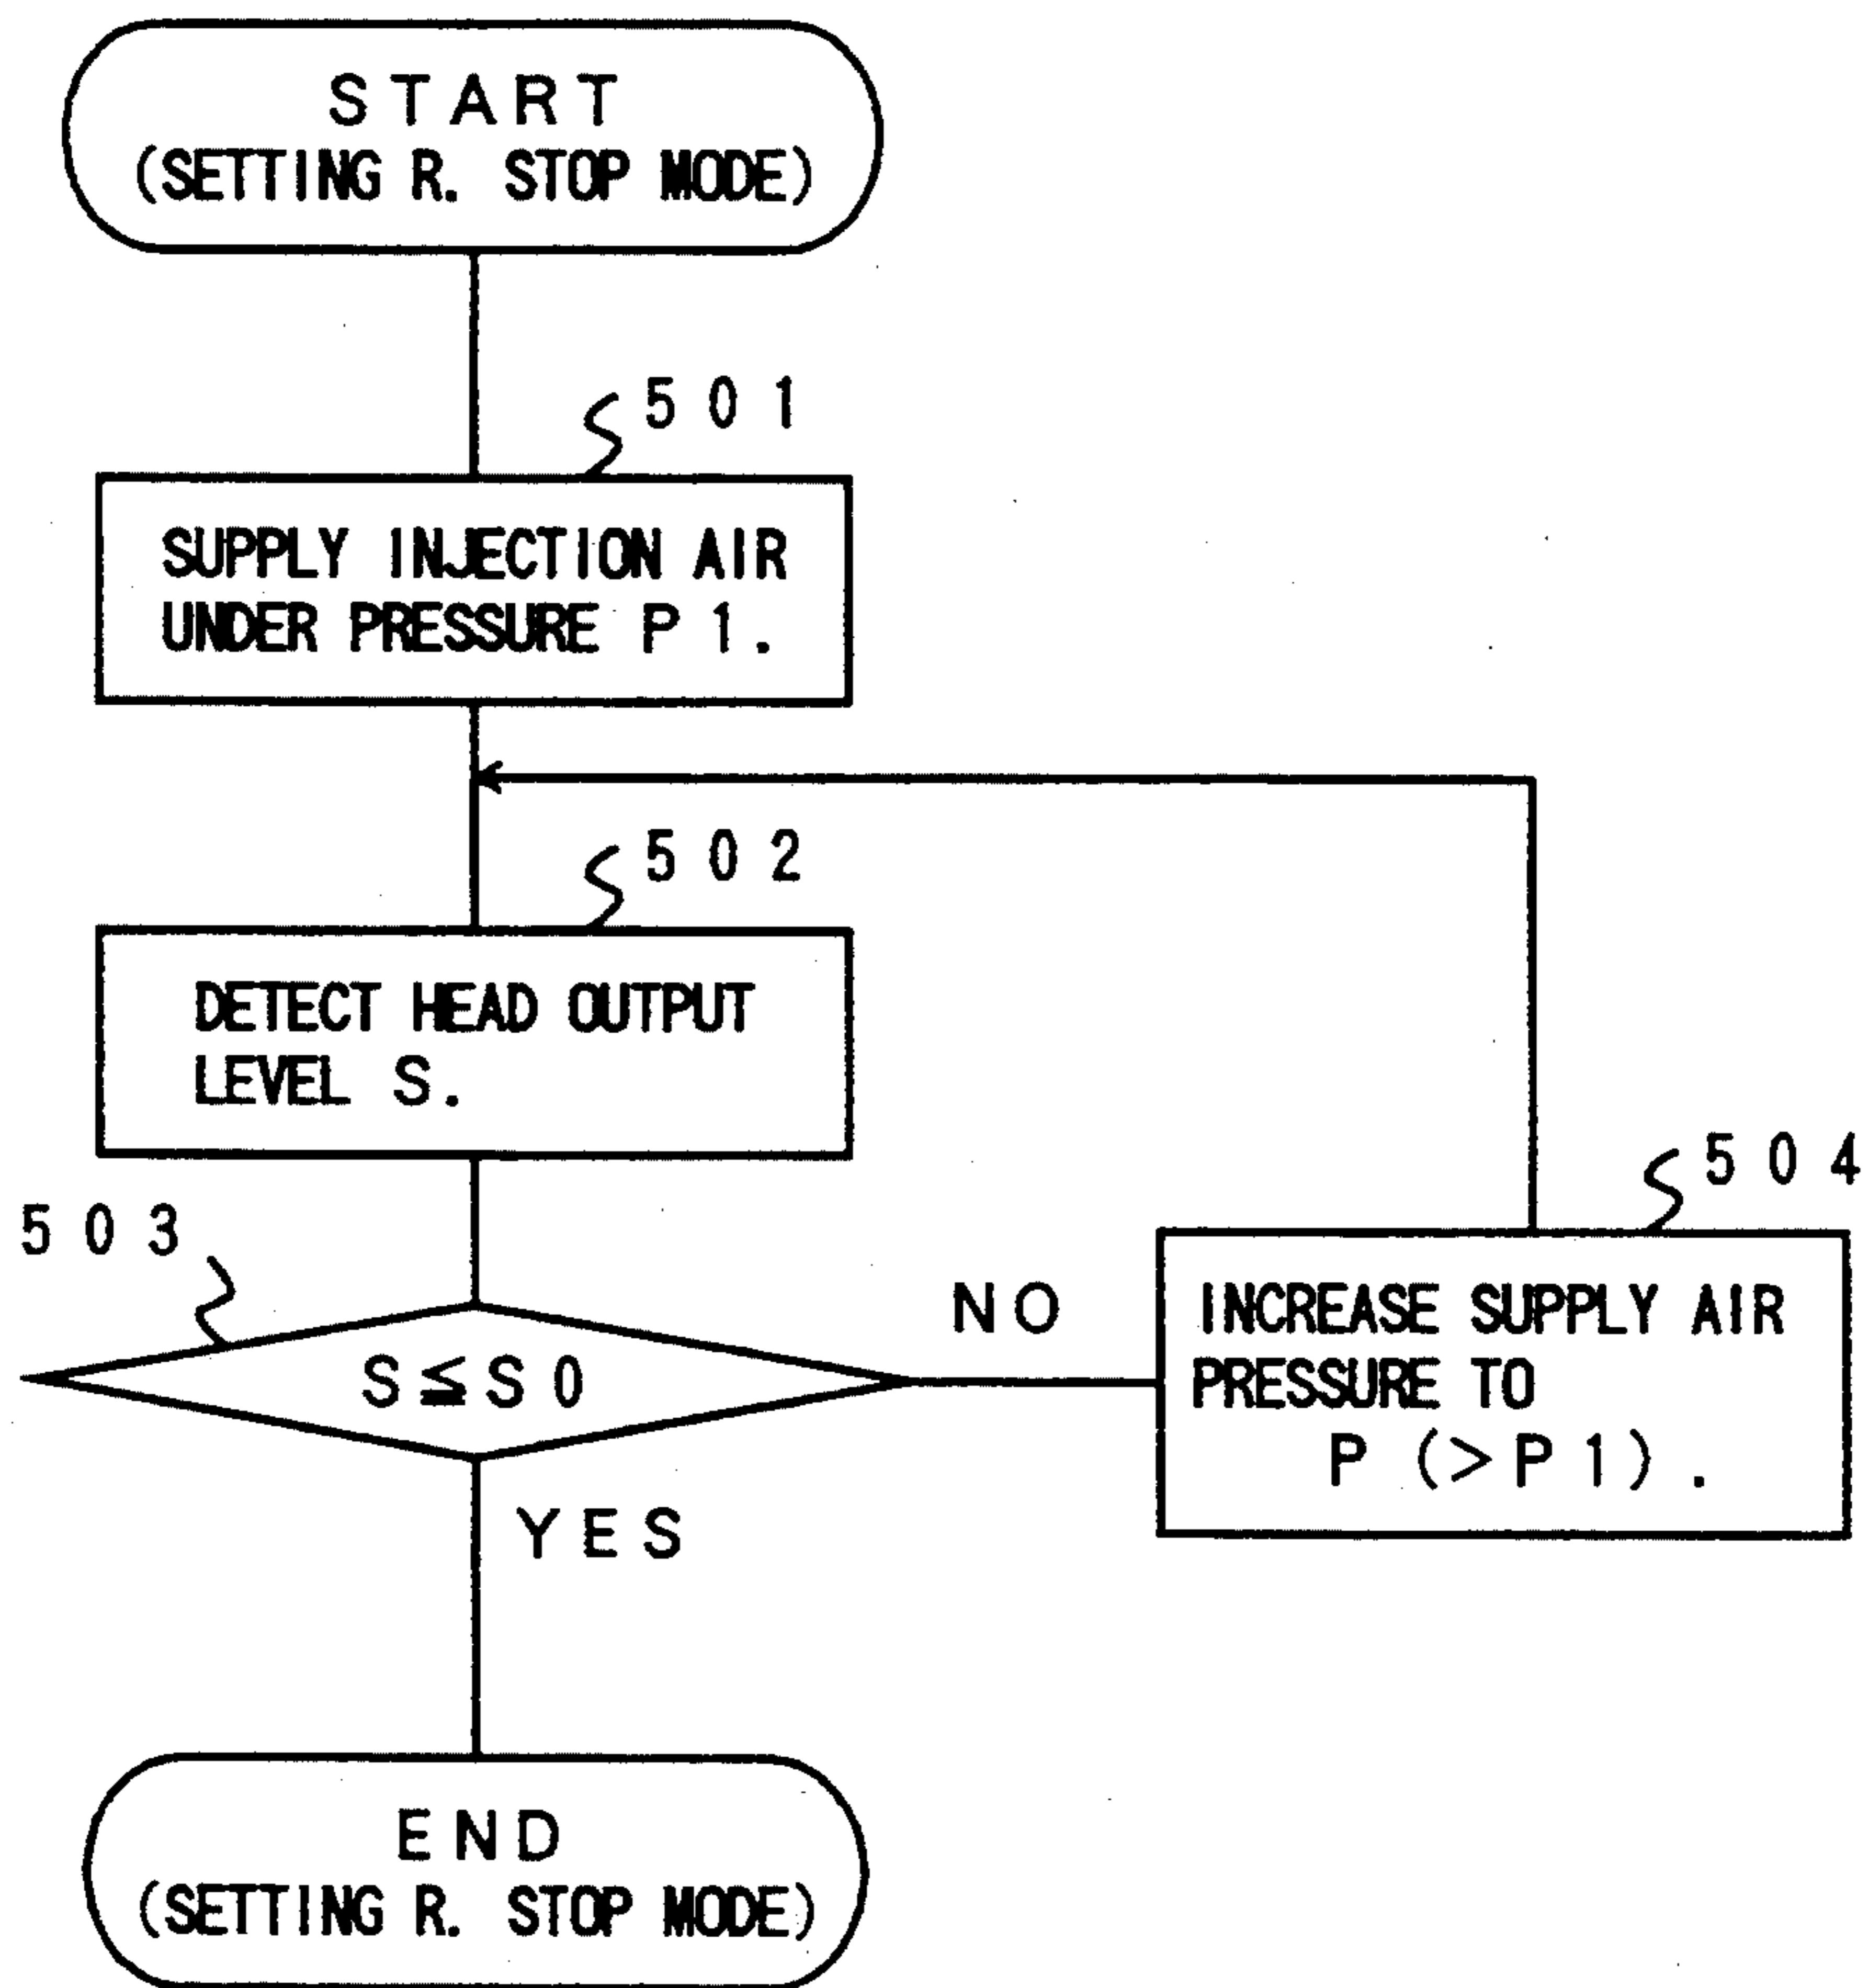 START
(SETTING R. STOP MODE)
501
SUPPLY INJECTION AIR
UNDER PRESSURE P1.
502
DETECT HEAD OUTPUT
LEVEL S.
503
S≦S0
NO
504
INCREASE SUPPLY AIR
PRESSURE TO
P (>P1).
YES
END
(SETTING R. STOP MODE)